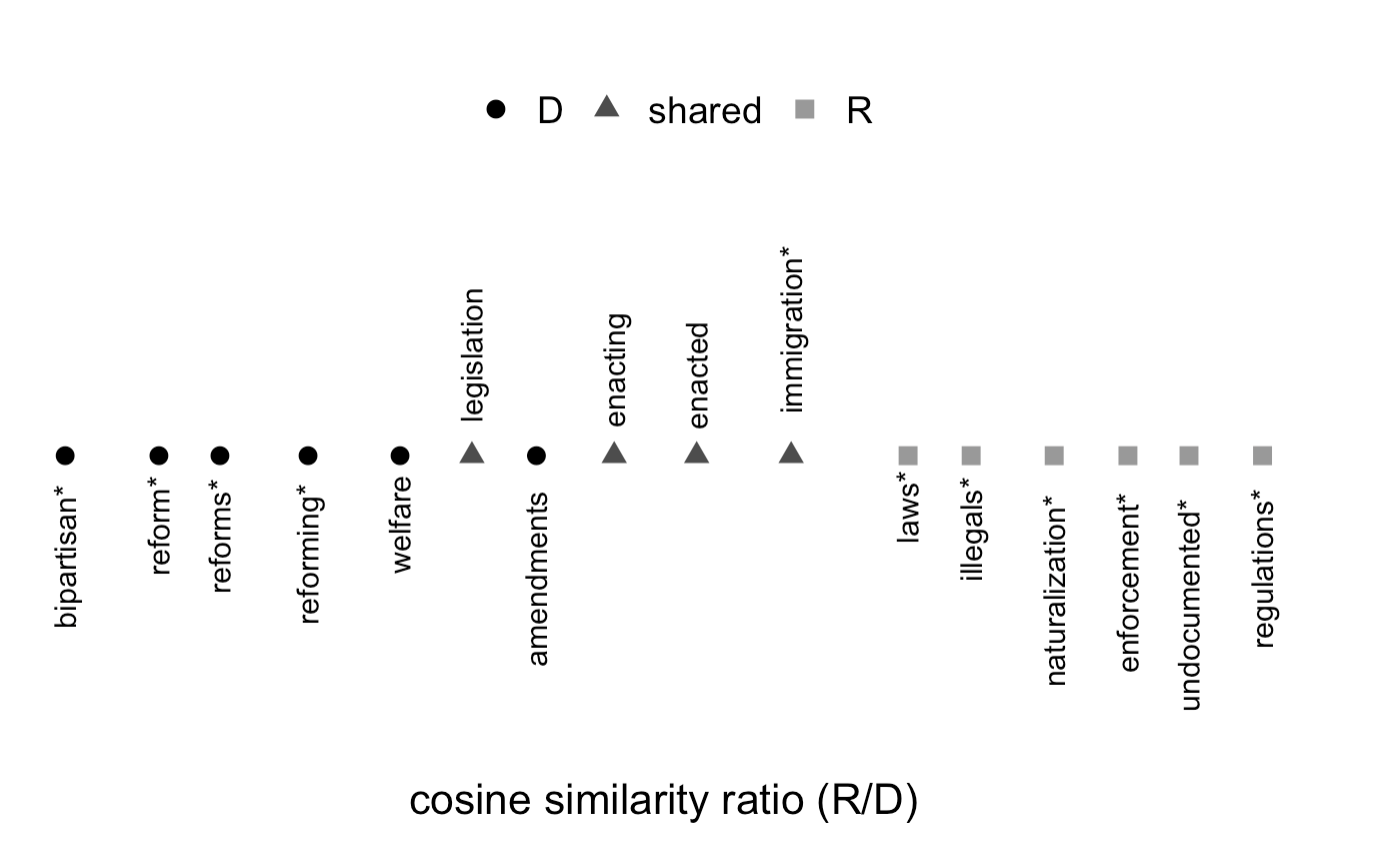 D shared R
bipartisan*
reform*
reforms*
reforming*
welfare
legislation
amendments
enacting
enacted
immigration*
laws*
illegals*
naturalization*
enforcement*
undocumented*
regulations*
cosine similarity ratio (R/D)